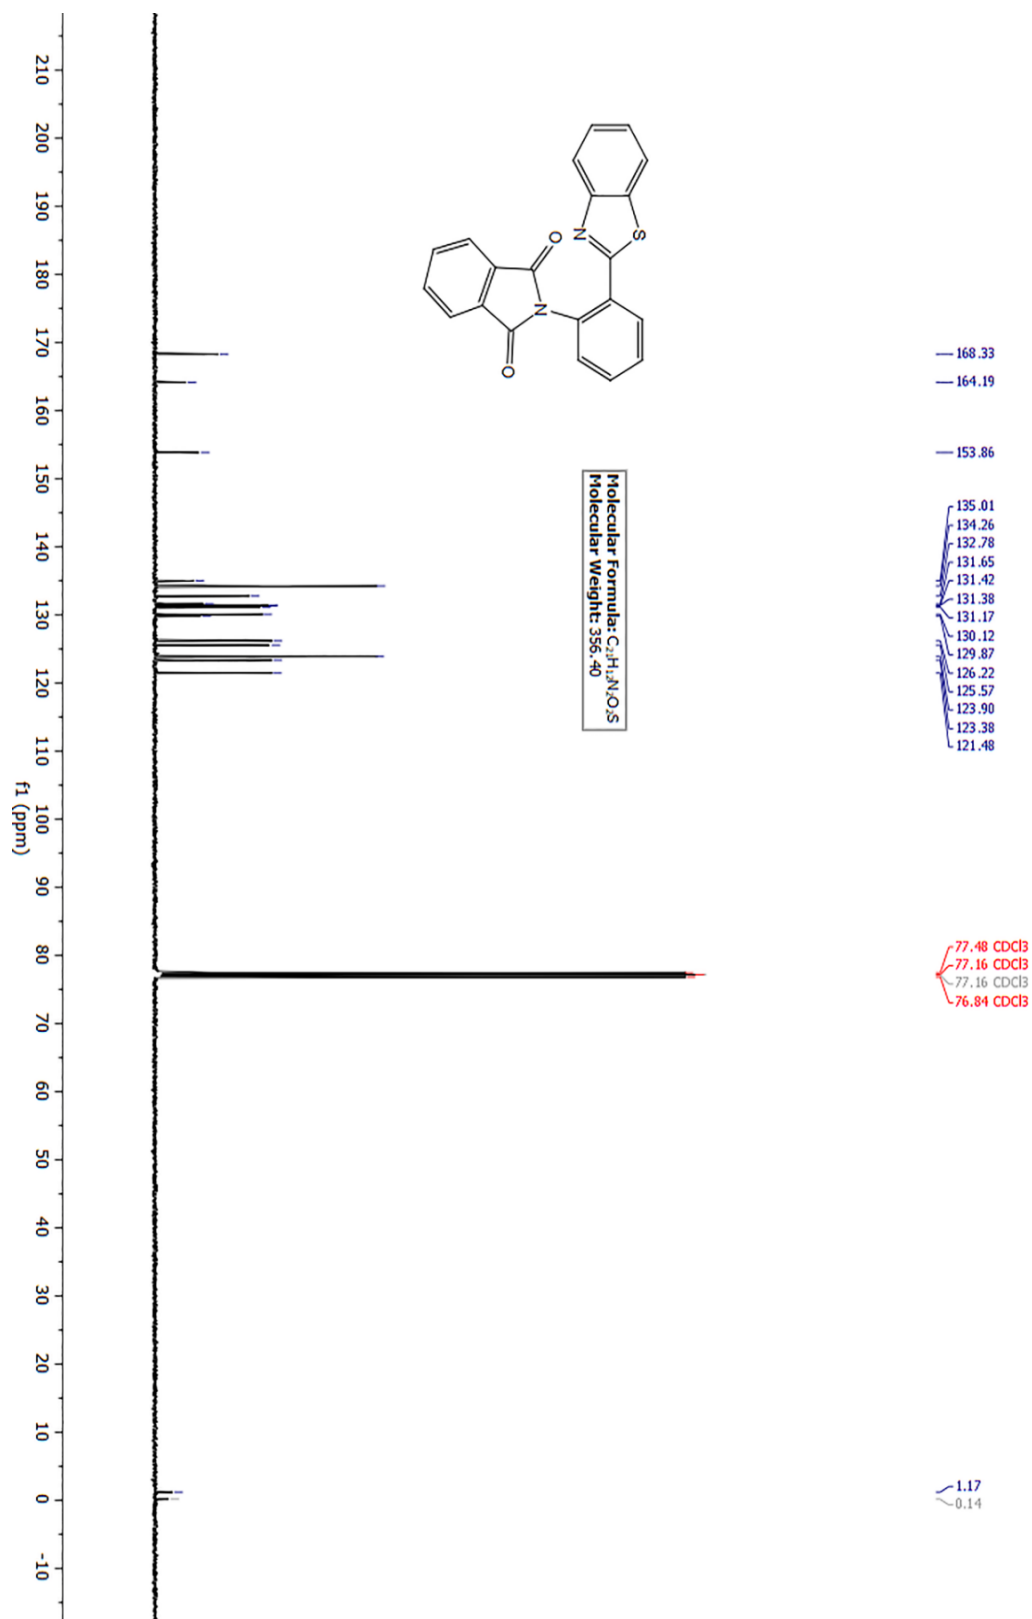 168.33
164.19
153.86
135.01
134.26
132.78
131.65
131.42
131.38
131.17
130.12
129.87
126.22
125.57
123.90
123.38
121.48
77.48 CDCl3
77.16 CDCl3
77.16 CDCl3
76.84 CDCl3
1.17
0.14
S
N
O
N
O
Molecular Formula: C₂₁H₁₂N₂O₂S
Molecular Weight: 356.40
210 200 190 180 170 160 150 140 130 120 110 100 90 80 70 60 50 40 30 20 10 0 -10
f1 (ppm)